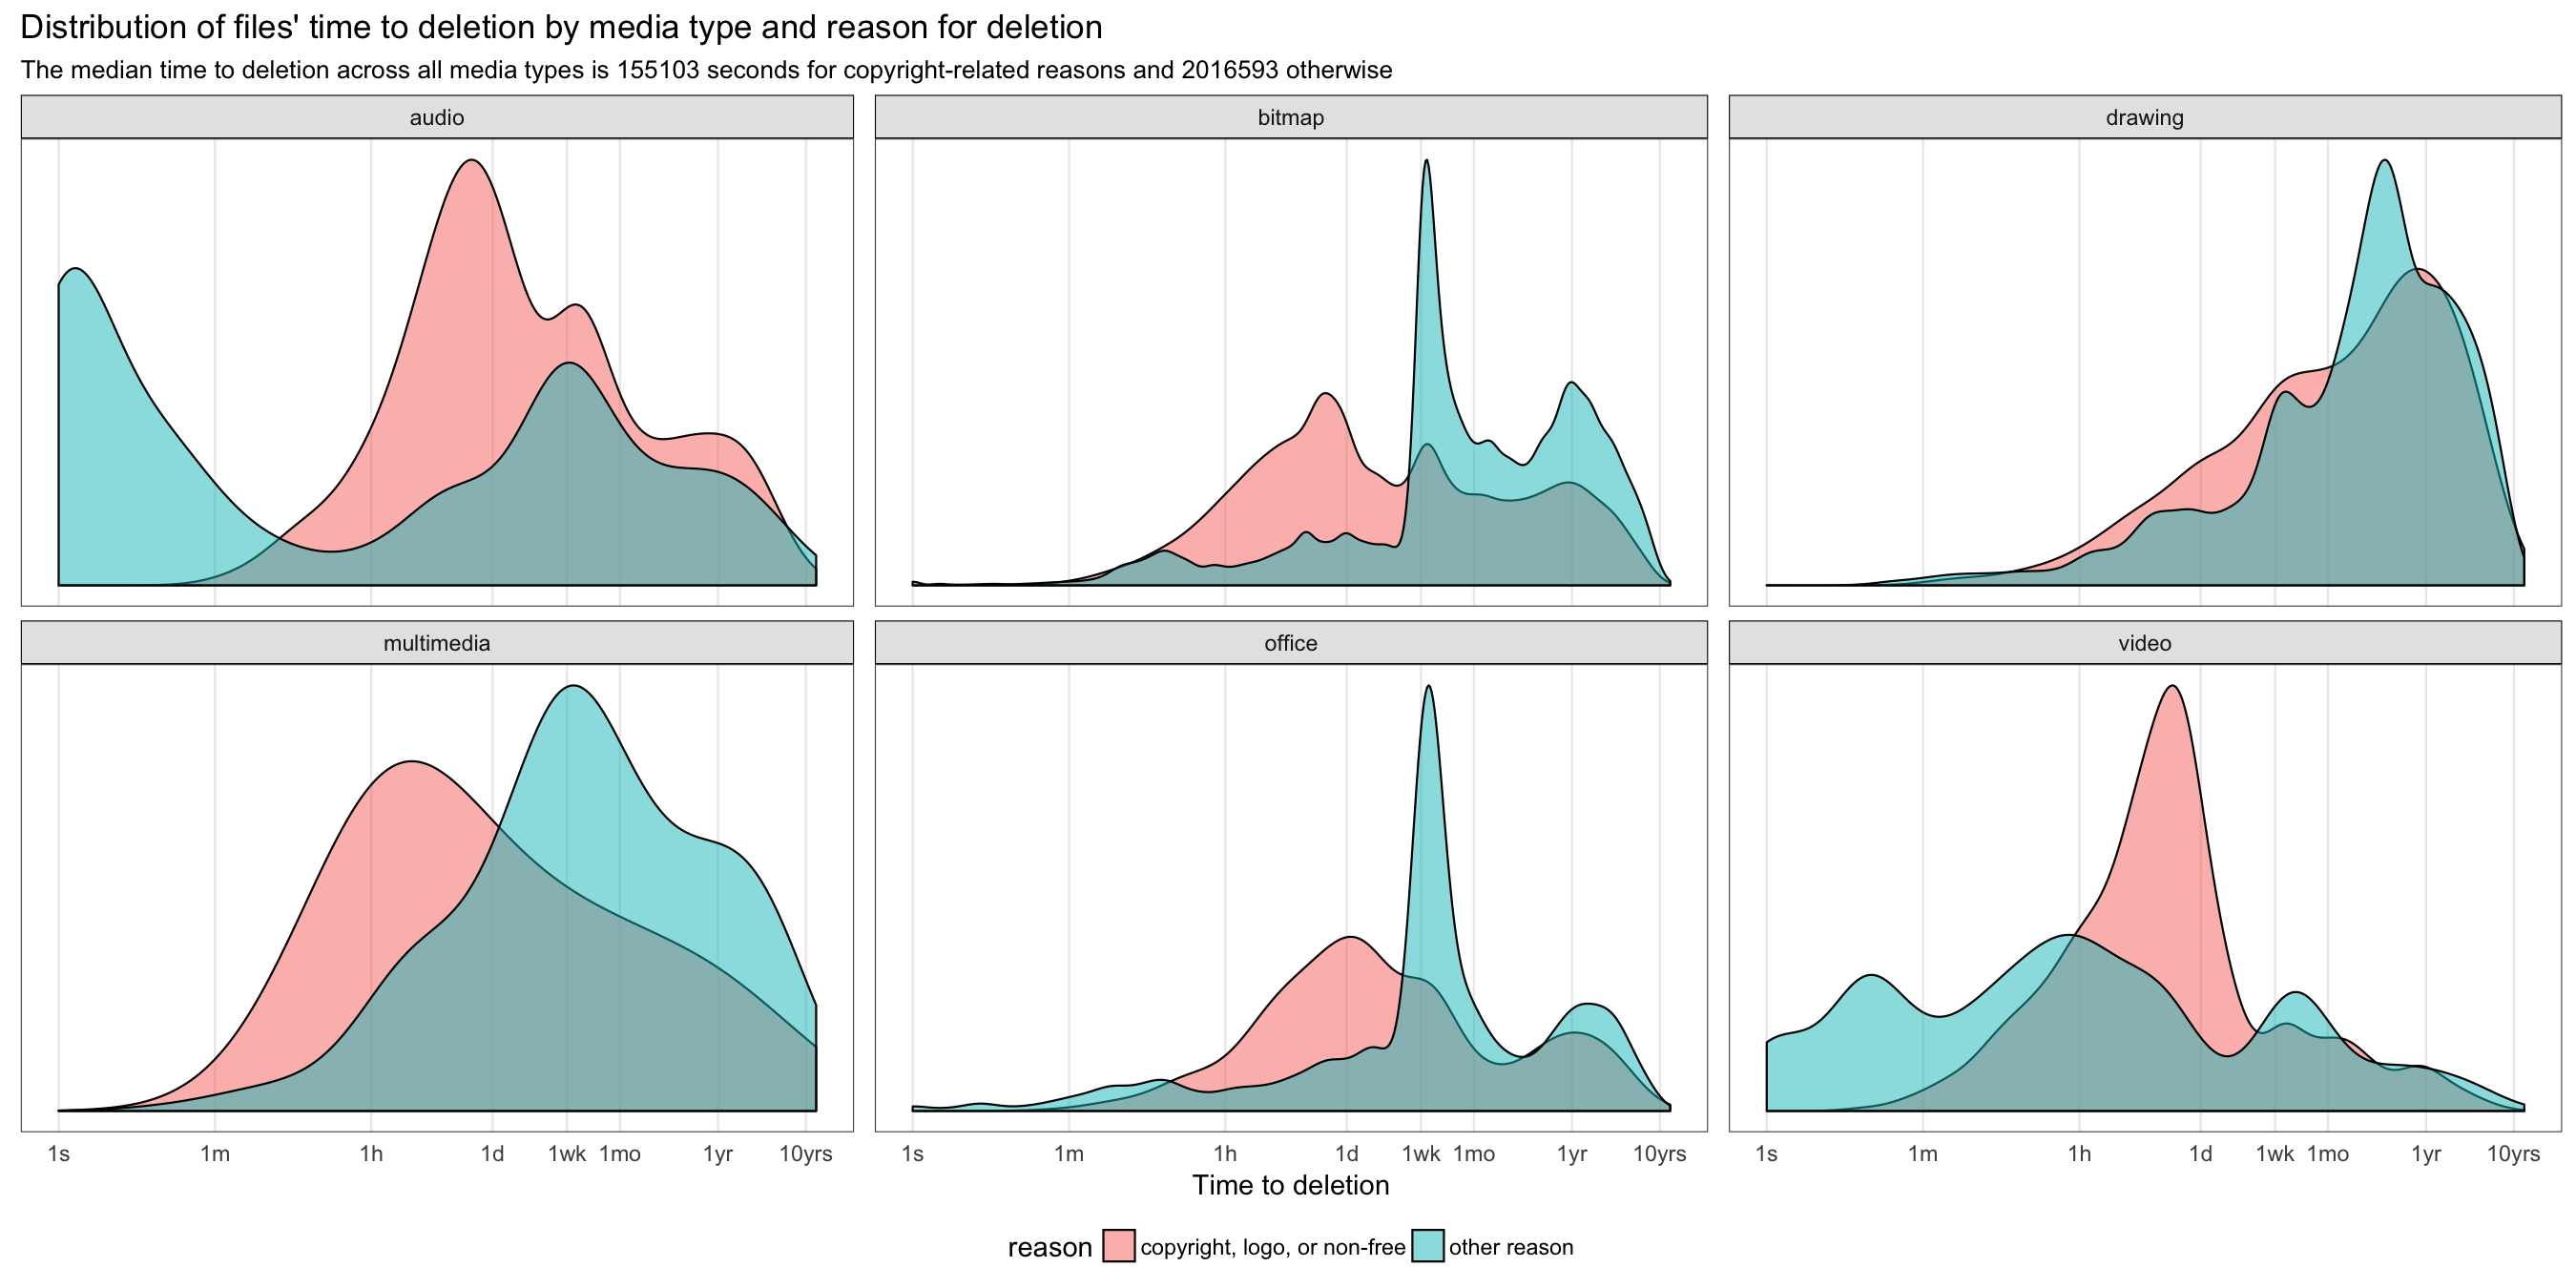 Distribution of files' time to deletion by media type and reason for deletion
The median time to deletion across all media types is 155103 seconds for copyright-related reasons and 2016593 otherwise
audio bitmap drawing
multimedia office video
1s 1m 1h 1d 1wk 1mo 1yr 10yrs 1s 1m 1h 1d 1wk 1mo 1yr 10yrs 1s 1m 1h 1d 1wk 1mo 1yr 10yrs
Time to deletion
reason copyright, logo, or non-free other reason